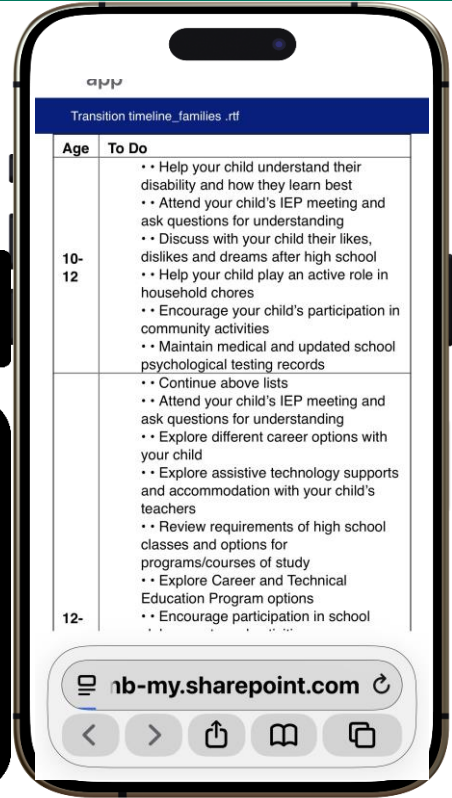 app
Transition timeline_families .rtf
Age To Do
• • Help your child understand their
disability and how they learn best
• • Attend your child's IEP meeting and
ask questions for understanding
• • Discuss with your child their likes,
dislikes and dreams after high school
• • Help your child play an active role in
household chores
• • Encourage your child's participation in
community activities
• • Maintain medical and updated school
psychological testing records
10-
12
• • Continue above lists
• • Attend your child's IEP meeting and
ask questions for understanding
• • Explore different career options with
your child
• • Explore assistive technology supports
and accommodation with your child's
teachers
• • Review requirements of high school
classes and options for
programs/courses of study
• • Explore Career and Technical
Education Program options
• • Encourage participation in school
12-
nb-my.sharepoint.com